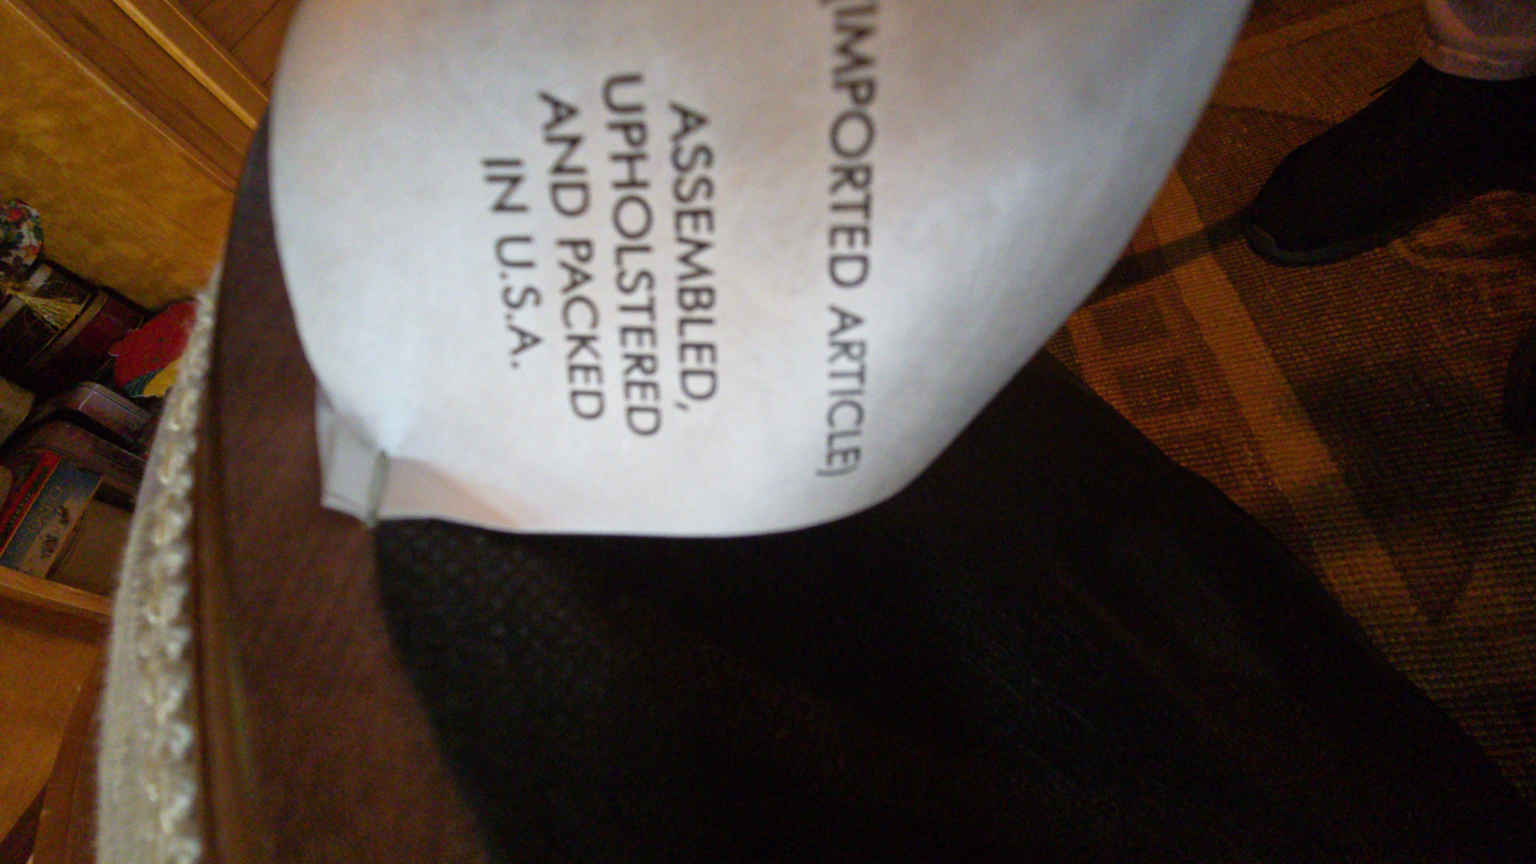 (IMPORTED ARTICLE)
ASSEMBLED,
UPHOLSTERED
AND PACKED
IN U.S.A.